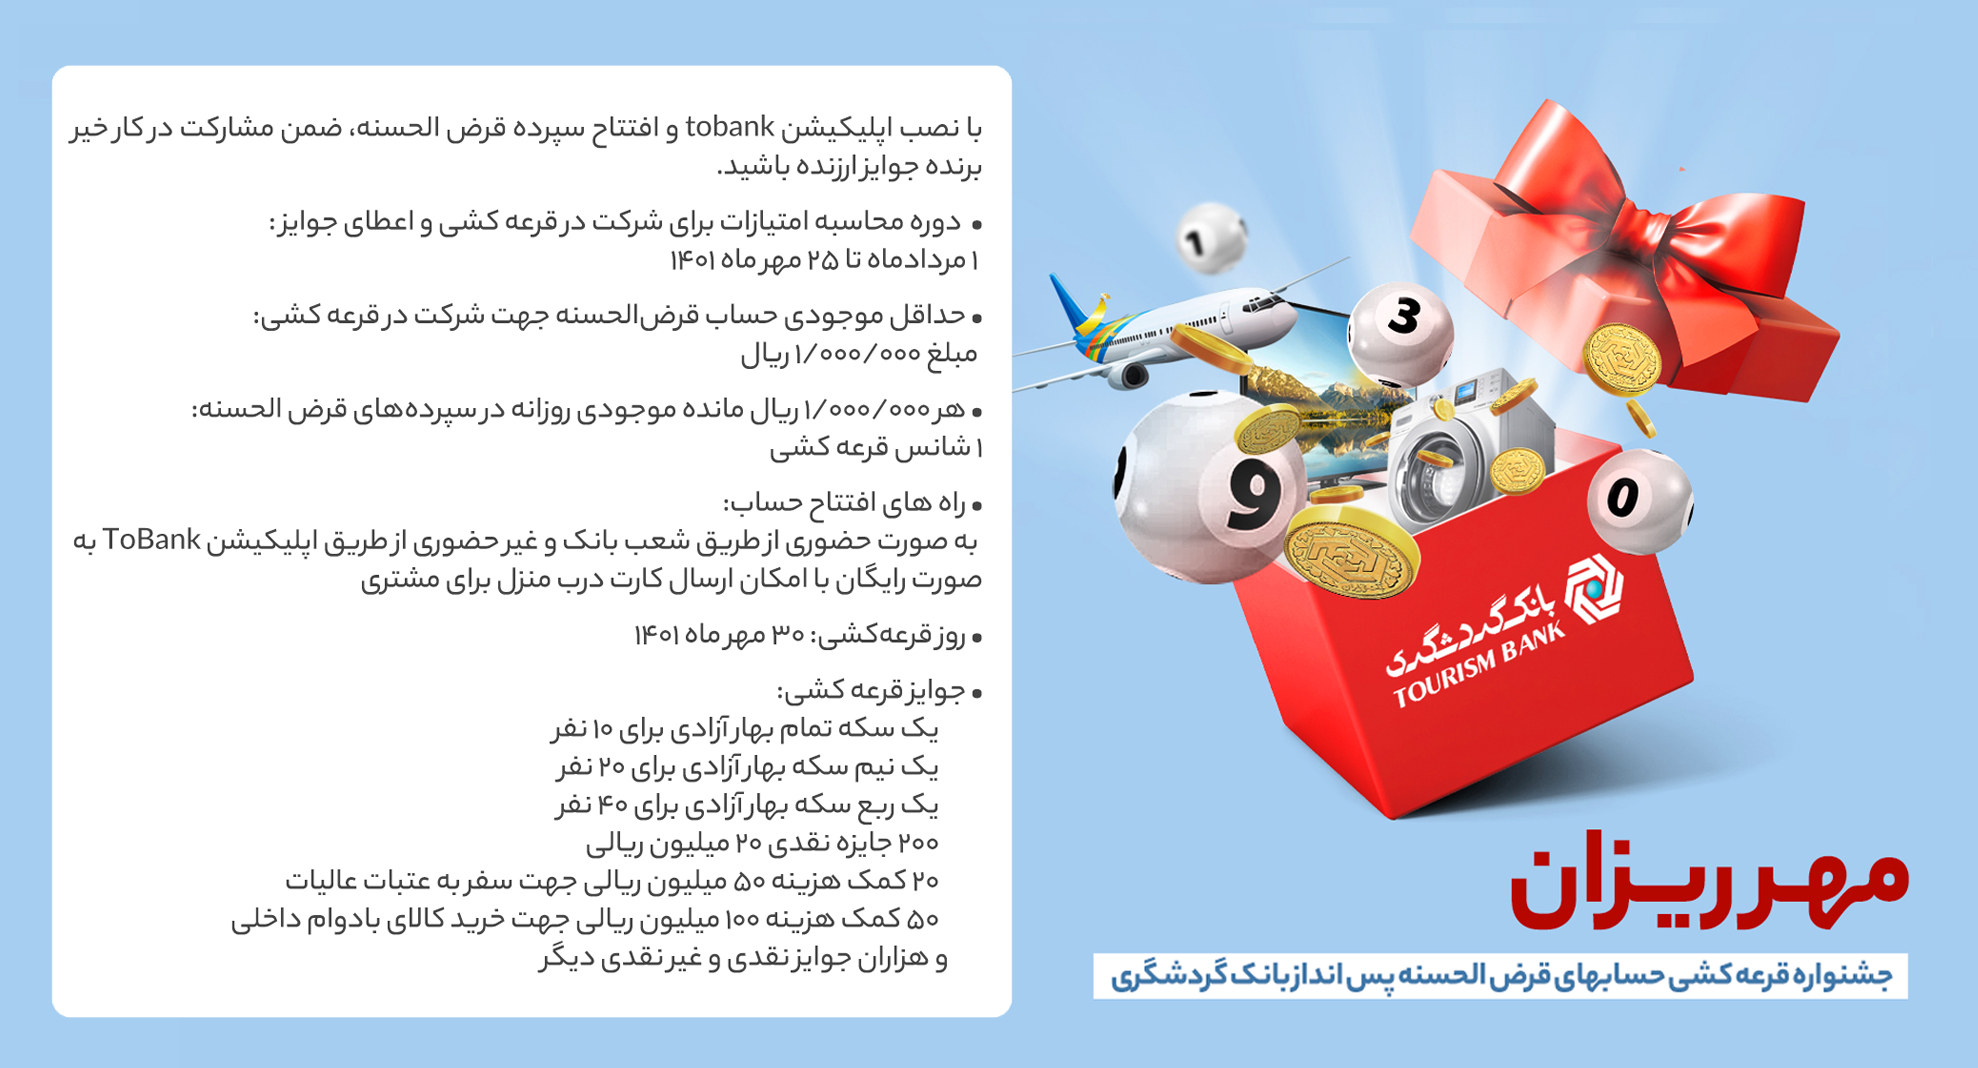 با نصب اپلیکیشن tobank و افتتاح سپرده قرض الحسنه، ضمن مشارکت در کار خیر
برنده جوایز ارزنده باشید.
• دوره محاسبه امتیازات برای شرکت در قرعه کشی و اعطای جوایز :
۱ مردادماه تا ۲۵ مهر ماه ۱۴۰۱
• حداقل موجودی حساب قرض‌الحسنه جهت شرکت در قرعه کشی:
مبلغ ۱/۰۰۰/۰۰۰ ریال
• هر ۱/۰۰۰/۰۰۰ ریال مانده موجودی روزانه در سپرده‌های قرض الحسنه:
۱ شانس قرعه کشی
• راه های افتتاح حساب:
به صورت حضوری از طریق شعب بانک و غیر حضوری از طریق اپلیکیشن ToBank به
صورت رایگان با امکان ارسال کارت درب منزل برای مشتری
• روز قرعه‌کشی: ۳۰ مهر ماه ۱۴۰۱
• جوایز قرعه کشی:
یک سکه تمام بهار آزادی برای ۱۰ نفر
یک نیم سکه بهار آزادی برای ۲۰ نفر
یک ربع سکه بهار آزادی برای ۴۰ نفر
۲۰۰ جایزه نقدی ۲۰ میلیون ریالی
۲۰ کمک هزینه ۵۰ میلیون ریالی جهت سفر به عتبات عالیات
۵۰ کمک هزینه ۱۰۰ میلیون ریالی جهت خرید کالای بادوام داخلی
و هزاران جوایز نقدی و غیر نقدی دیگر
1
3
9
0
بانک گردشگری
TOURISM BANK
مهرریزان
جشنواره قرعه کشی حسابهای قرض الحسنه پس انداز بانک گردشگری